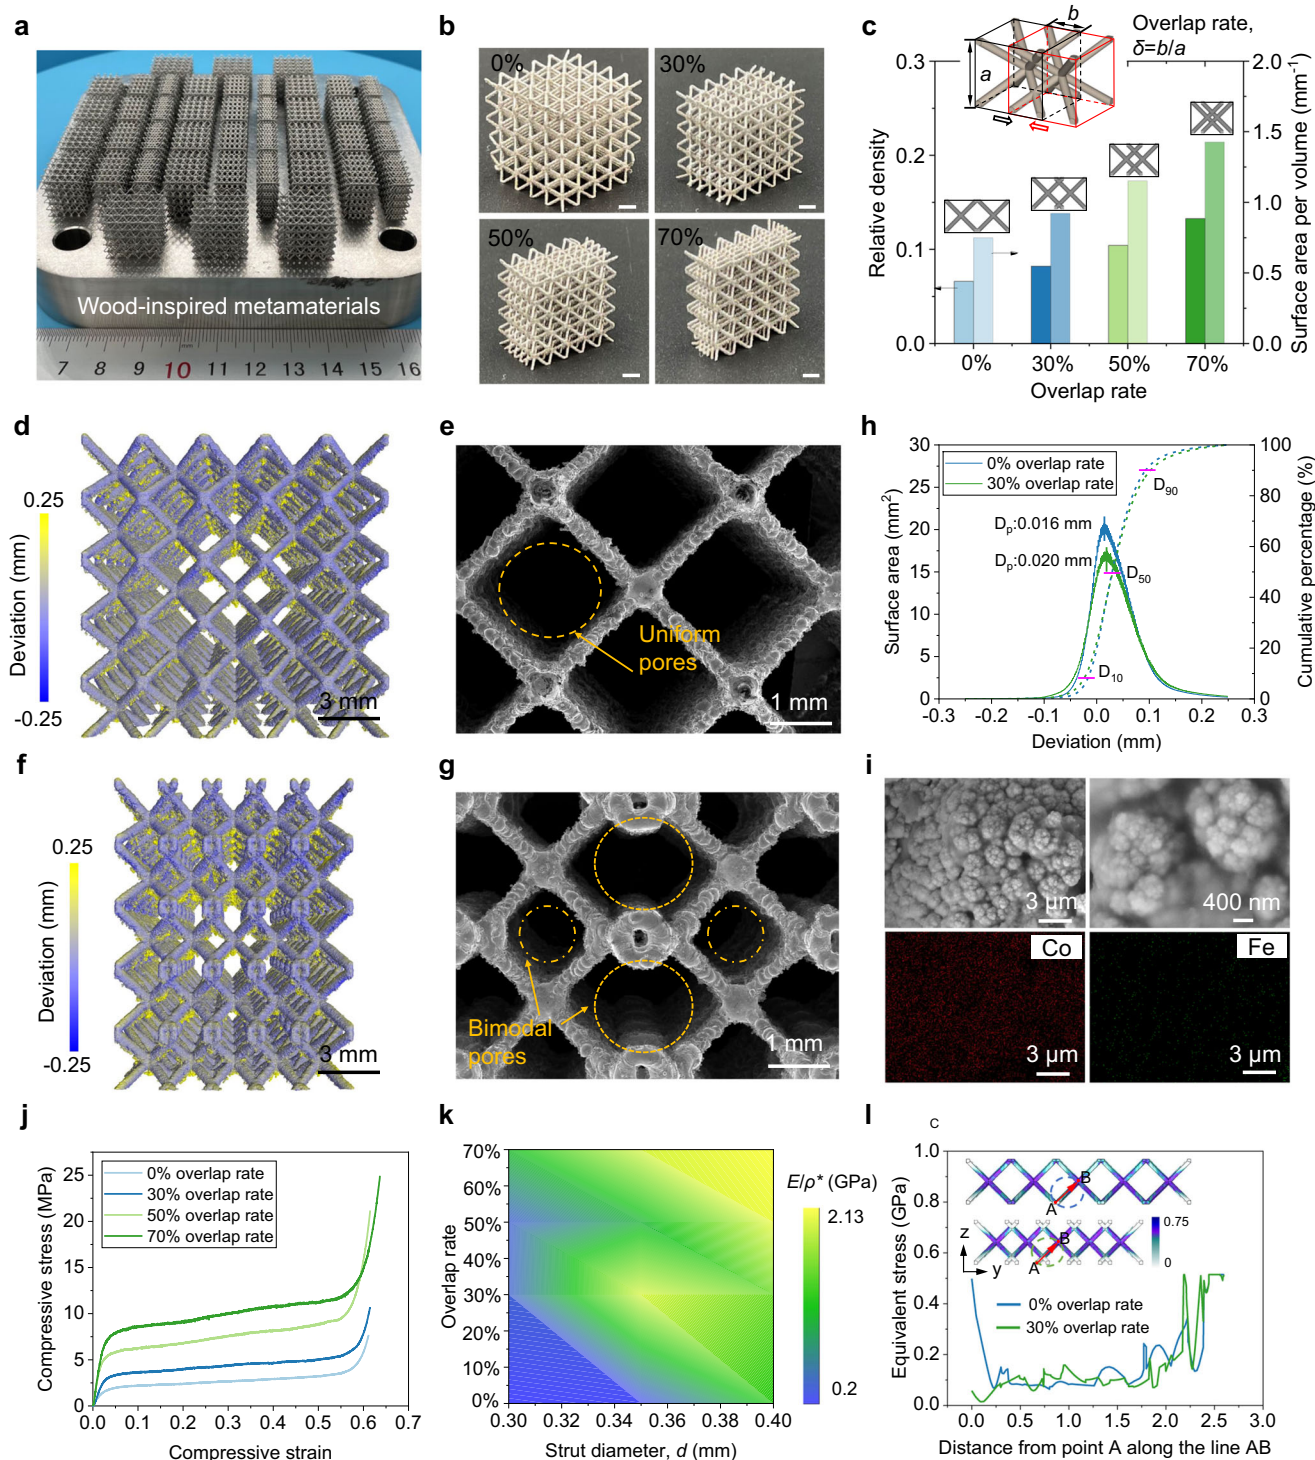 a
Wood-inspired metamaterials
mm
7 8 9 10 11 12 13 14 15 16
b
0%
30%
50%
70%
c
b
a
Overlap rate,
δ=b/a
Relative density
0.3
0.2
0.1
0.0
Surface area per volume (mm⁻¹)
2.0
1.5
1.0
0.5
0.0
0% 30% 50% 70%
Overlap rate
d
0.25
Deviation (mm)
-0.25
3 mm
e
Uniform
pores
1 mm
h
Surface area (mm²)
30
25
20
15
10
5
0
0% overlap rate
30% overlap rate
Dₚ:0.016 mm
Dₚ:0.020 mm
D₉₀
D₅₀
D₁₀
Cumulative percentage (%)
100
80
60
40
20
0
-0.3 -0.2 -0.1 0.0 0.1 0.2 0.3
Deviation (mm)
f
0.25
Deviation (mm)
-0.25
3 mm
g
Bimodal
pores
1 mm
i
3 μm
400 nm
Co
3 μm
Fe
3 μm
j
Compressive stress (MPa)
25
20
15
10
5
0
0% overlap rate
30% overlap rate
50% overlap rate
70% overlap rate
0.0 0.1 0.2 0.3 0.4 0.5 0.6 0.7
Compressive strain
k
Overlap rate
70%
60%
50%
40%
30%
20%
10%
0%
0.30 0.32 0.34 0.36 0.38 0.40
Strut diameter, d (mm)
E/ρ* (GPa)
2.13
0.2
l
C
Equivalent stress (GPa)
1.0
0.8
0.6
0.4
0.2
0.0
B
A
B
A
z
y
0.75
0
0% overlap rate
30% overlap rate
0.0 0.5 1.0 1.5 2.0 2.5 3.0
Distance from point A along the line AB